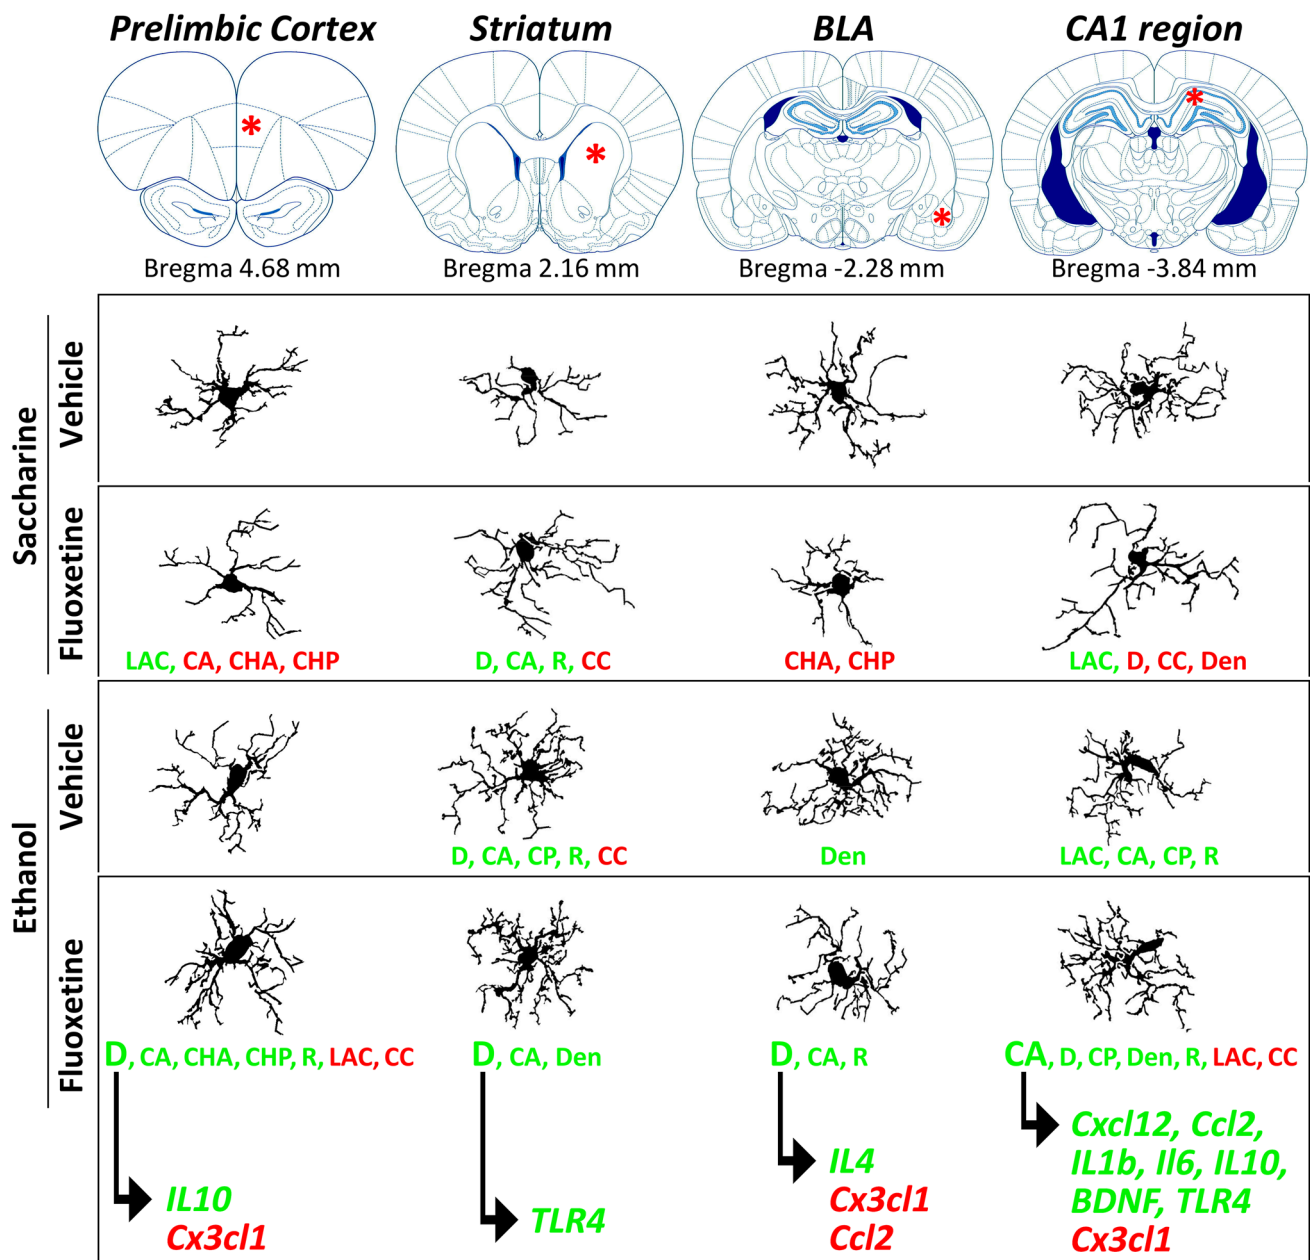 Prelimbic Cortex Striatum BLA CA1 region
* * * *
Bregma 4.68 mm Bregma 2.16 mm Bregma -2.28 mm Bregma -3.84 mm
Saccharine
Vehicle
Fluoxetine
LAC, CA, CHA, CHP D, CA, R, CC CHA, CHP LAC, D, CC, Den
Ethanol
Vehicle
D, CA, CP, R, CC Den LAC, CA, CP, R
Fluoxetine
D, CA, CHA, CHP, R, LAC, CC D, CA, Den D, CA, R CA, D, CP, Den, R, LAC, CC
IL10
Cx3cl1
TLR4
IL4
Cx3cl1
Ccl2
Cxcl12, Ccl2,
IL1b, Il6, IL10,
BDNF, TLR4
Cx3cl1